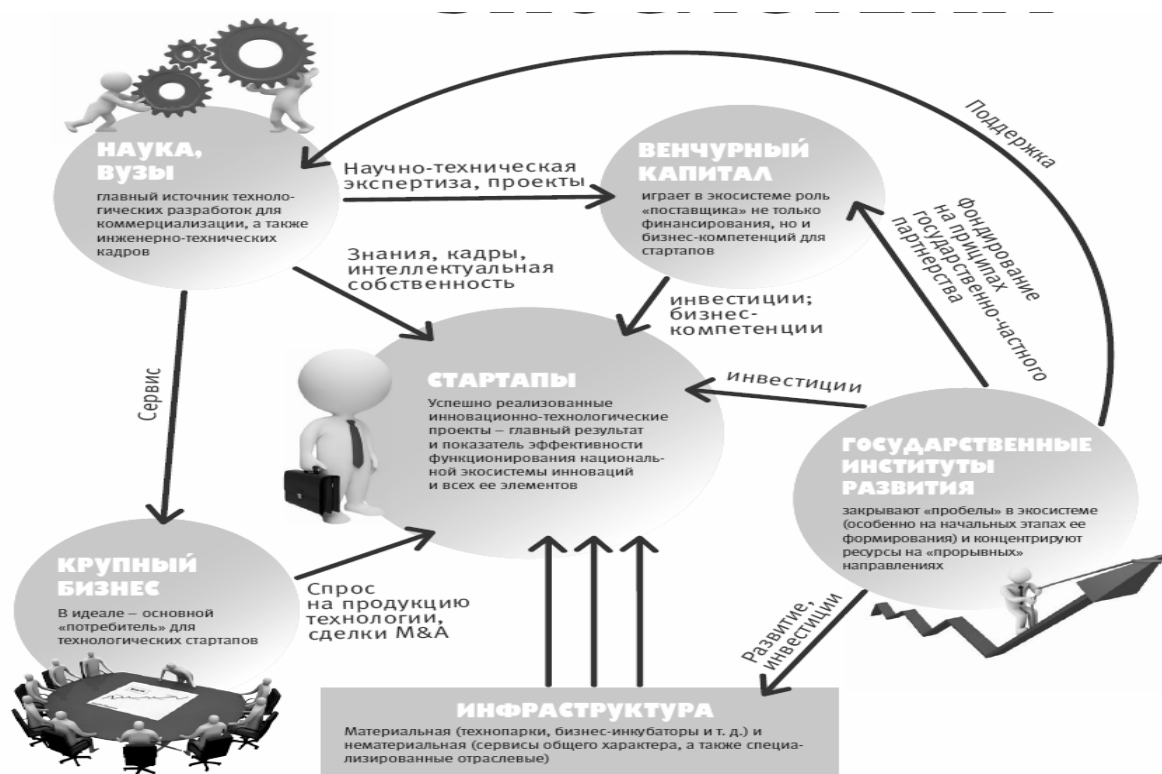 НАУКА,
ВУЗЫ
главный источник техноло-
гических разработок для
коммерциализации, а также
инженерно-технических
кадров
Научно-техническая
экспертиза, проекты
ВЕНЧУРНЫЙ
КАПИТАЛ
играет в экосистеме роль
«поставщика» не только
финансирования, но и
бизнес-компетенций для
стартапов
Поддержка
фондирование
на приципах
государственно-частного
партнерства
Знания, кадры,
интеллектуальная
собственность
инвестиции;
бизнес-
компетенции
Сервис
СТАРТАПЫ
Успешно реализованные
инновационно-технологические
проекты – главный результат
и показатель эффективности
функционирования националь-
ной экосистемы инноваций
и всех ее элементов
инвестиции
ГОСУДАРСТВЕННЫЕ
ИНСТИТУТЫ
РАЗВИТИЯ
закрывают «пробелы» в экосистеме
(особенно на начальных этапах ее
формирования) и концентрируют
ресурсы на «прорывных»
направлениях
КРУПНЫЙ
БИЗНЕС
В идеале – основной
«потребитель» для
технологических стартапов
Спрос
на продукцию
технологии,
сделки M&A
Развитие,
инвестиции
ИНФРАСТРУКТУРА
Материальная (технопарки, бизнес-инкубаторы и т. д.) и
нематериальная (сервисы общего характера, а также специа-
лизированные отраслевые)